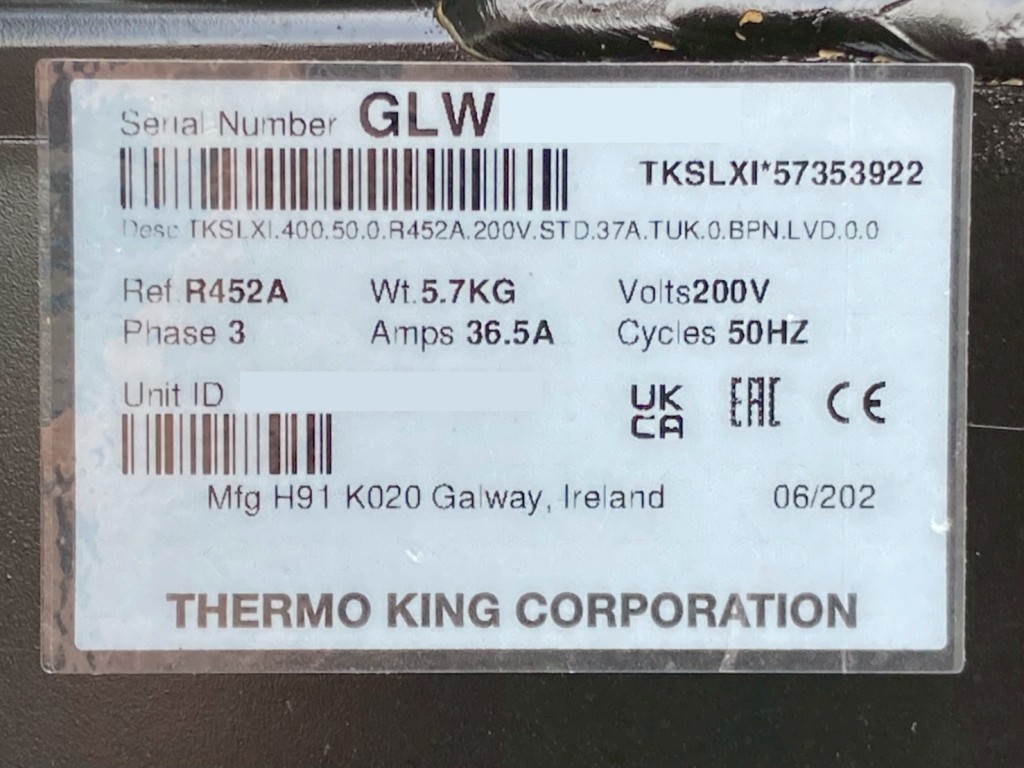 Serial Number GLW
TKSLXI*57353922
Desc TKSLXI.400.50.0.R452A.200V.STD.37A.TUK.0.BPN.LVD.0.0
Ref. R452A Wt. 5.7KG Volts 200V
Phase 3 Amps 36.5A Cycles 50HZ
Unit ID
UK
CA
EAC CE
Mfg H91 K020 Galway, Ireland 06/202
THERMO KING CORPORATION